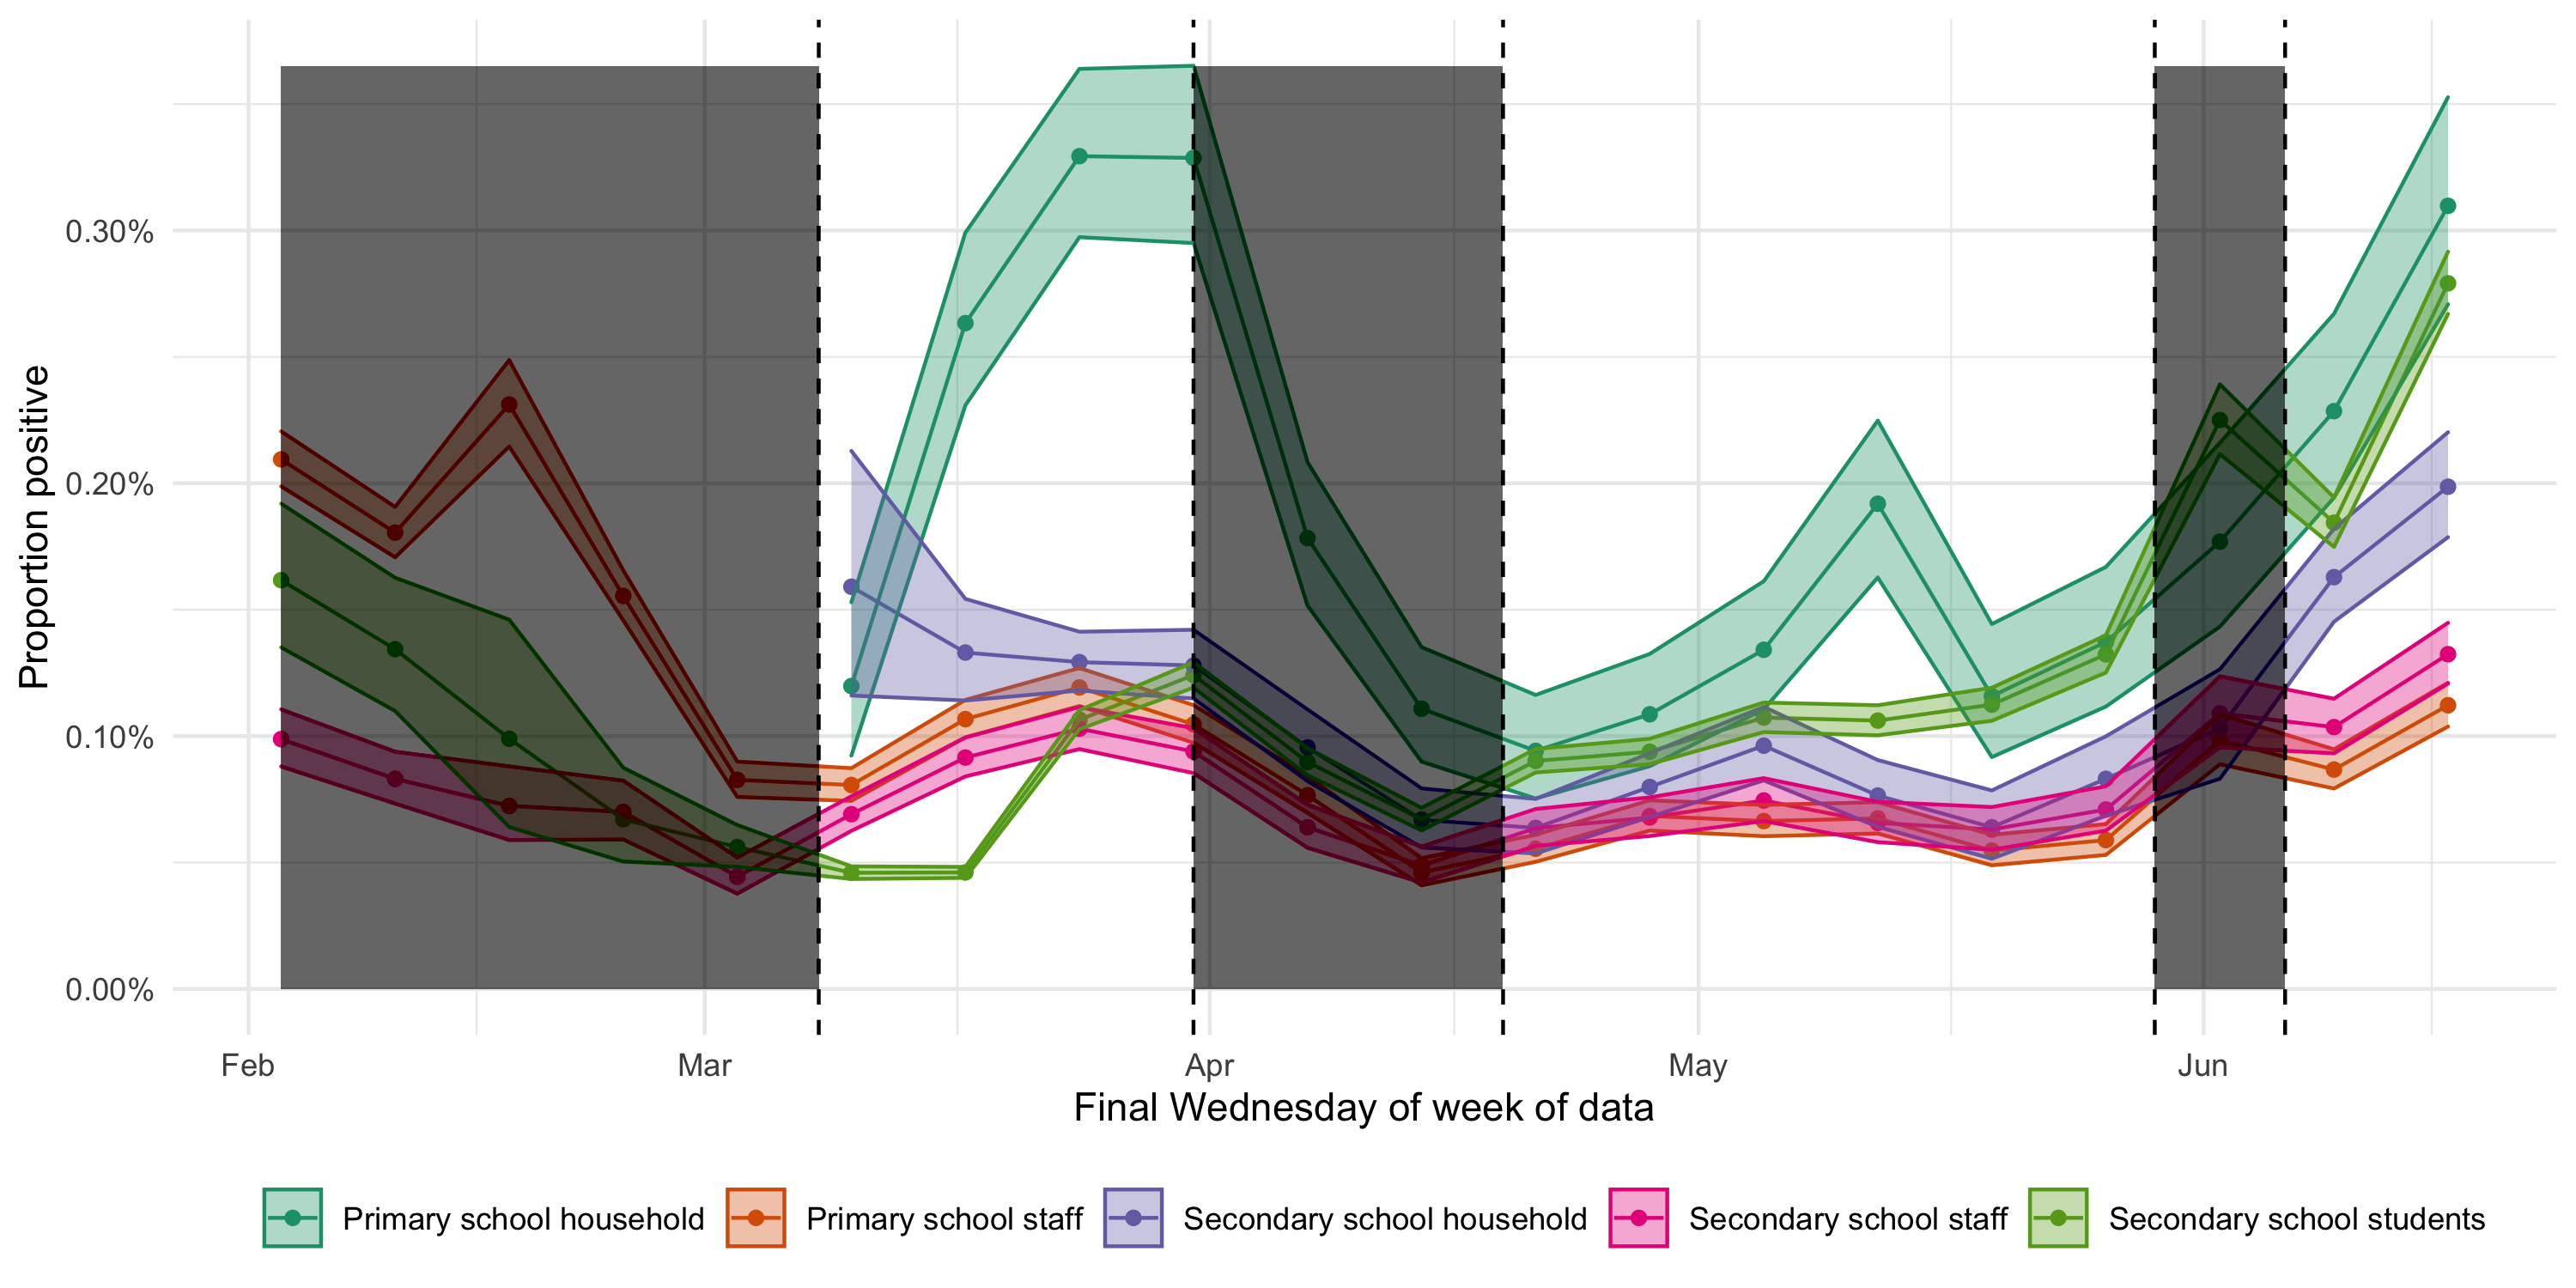 Proportion positive
0.30%
0.20%
0.10%
0.00%
Feb Mar Apr May Jun
Final Wednesday of week of data
Primary school household Primary school staff Secondary school household Secondary school staff Secondary school students